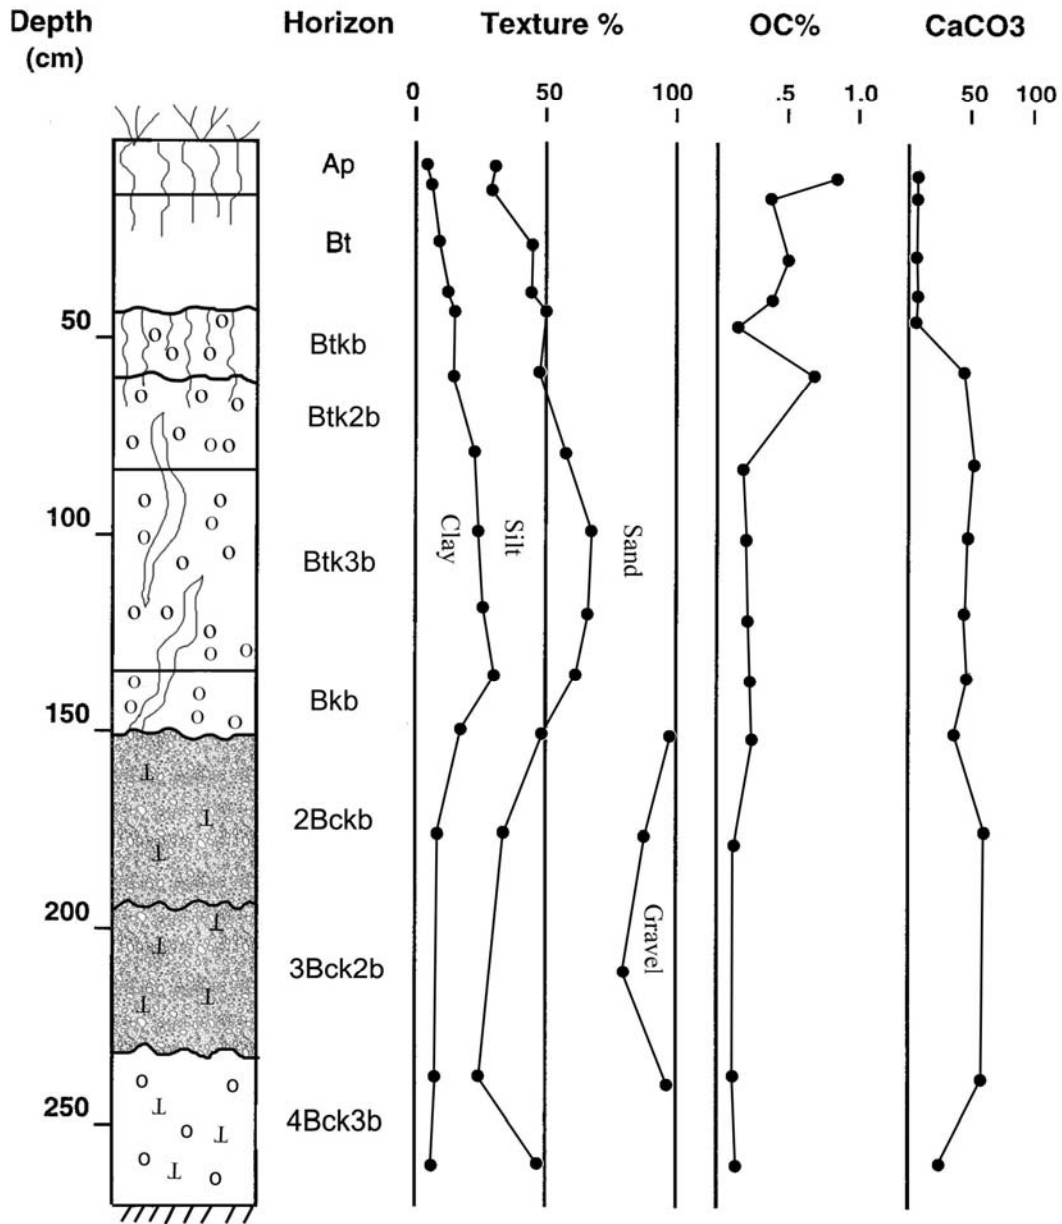 Depth
(cm)
Horizon
Texture %
OC%
CaCO3
0
50
100
.5
1.0
50
100
Ap
Bt
50
Btkb
Btk2b
100
Clay
Silt
Sand
Btk3b
150
Bkb
2Bckb
200
Gravel
3Bck2b
250
4Bck3b